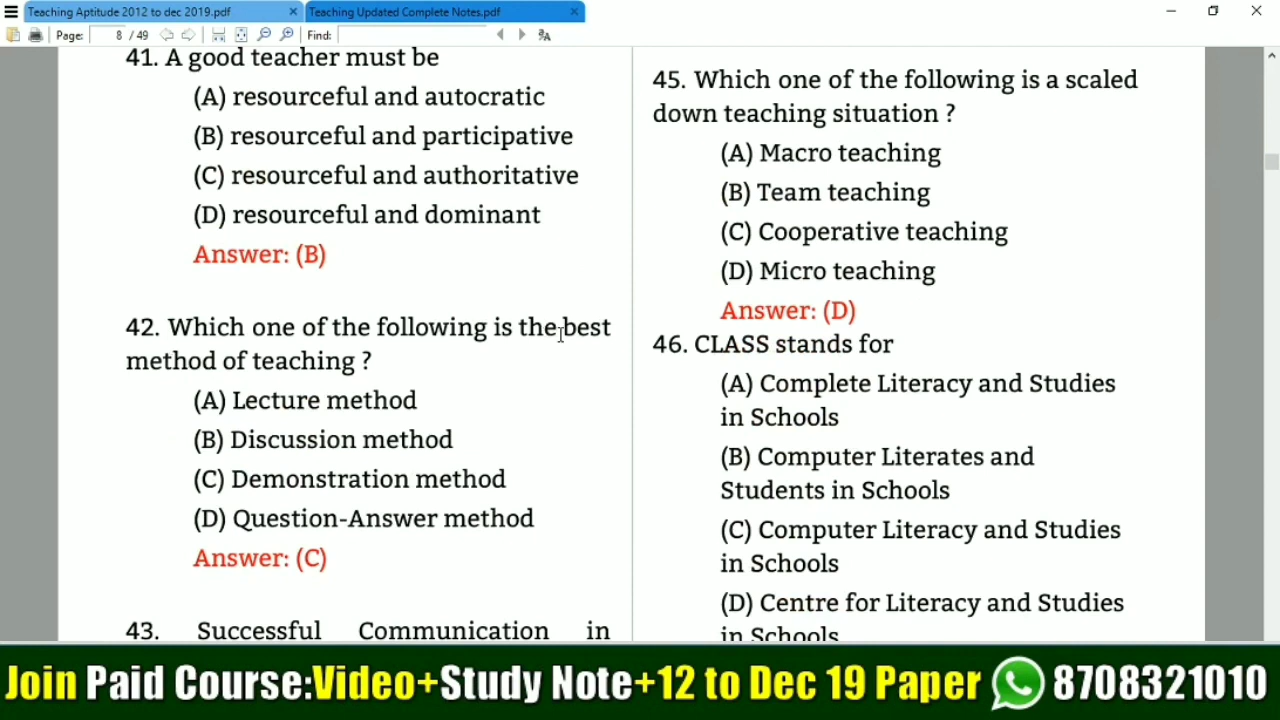 Teaching Aptitude 2012 to dec 2019.pdf
Teaching Updated Complete Notes.pdf
Page: 8 / 49 Find:
41. A good teacher must be
(A) resourceful and autocratic
(B) resourceful and participative
(C) resourceful and authoritative
(D) resourceful and dominant
Answer: (B)
42. Which one of the following is the best
method of teaching ?
(A) Lecture method
(B) Discussion method
(C) Demonstration method
(D) Question-Answer method
Answer: (C)
43. Successful Communication in
45. Which one of the following is a scaled
down teaching situation ?
(A) Macro teaching
(B) Team teaching
(C) Cooperative teaching
(D) Micro teaching
Answer: (D)
46. CLASS stands for
(A) Complete Literacy and Studies
in Schools
(B) Computer Literates and
Students in Schools
(C) Computer Literacy and Studies
in Schools
(D) Centre for Literacy and Studies
in Schools
Join Paid Course:Video+Study Note+12 to Dec 19 Paper 8708321010